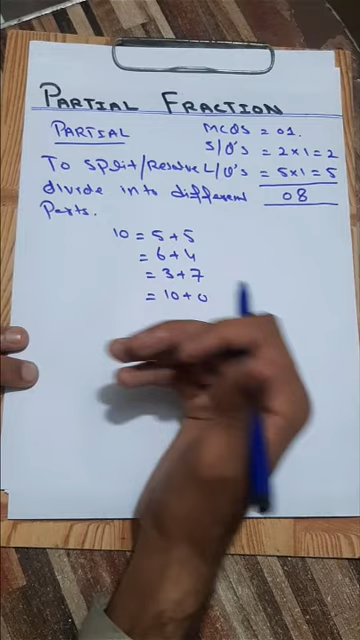 PARTIAL FRACTION
PARTIAL
MCQS = 01.
S/Q's = 2×1=2
To split/Resolve L/Q's = 5×1=5
divide into different 08
Parts.
10 = 5+5
= 6+4
= 3+7
= 10+0